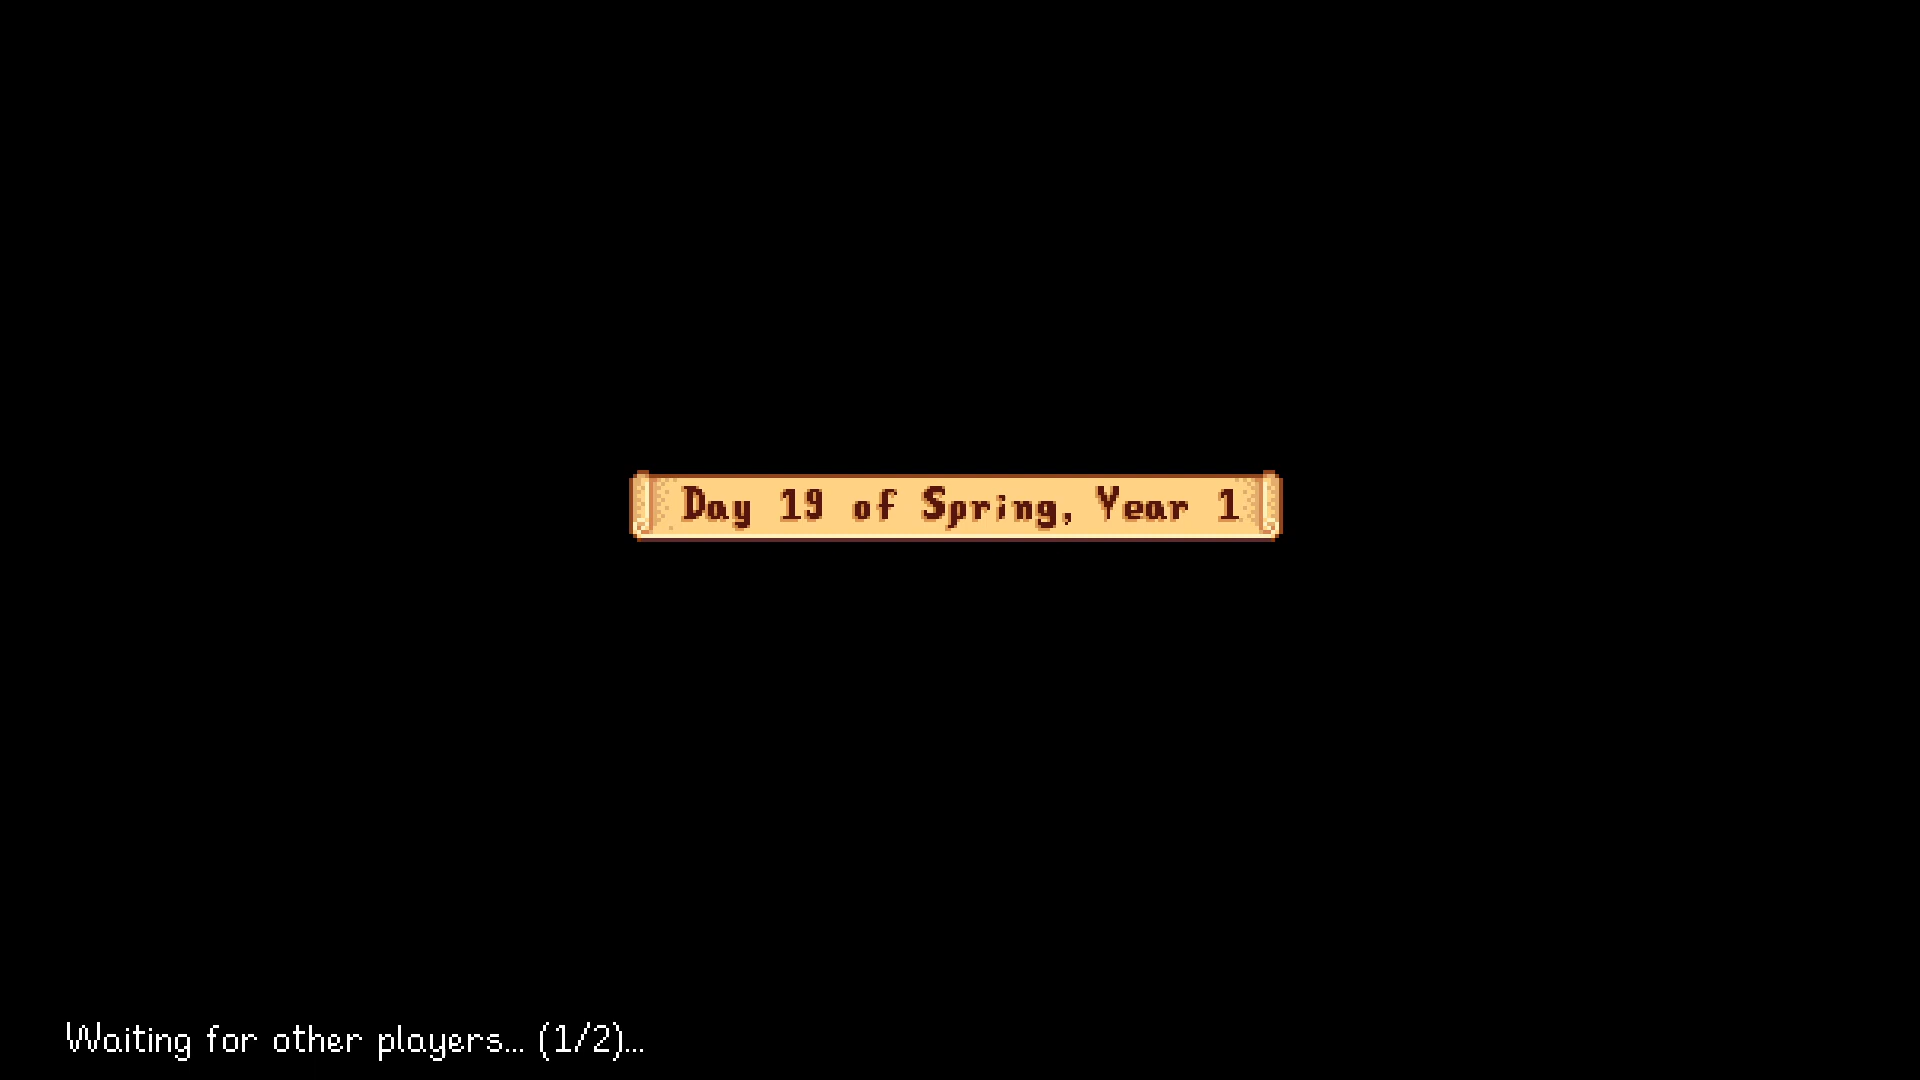 Day 19 of Spring, Year 1
Waiting for other players... (1/2)...